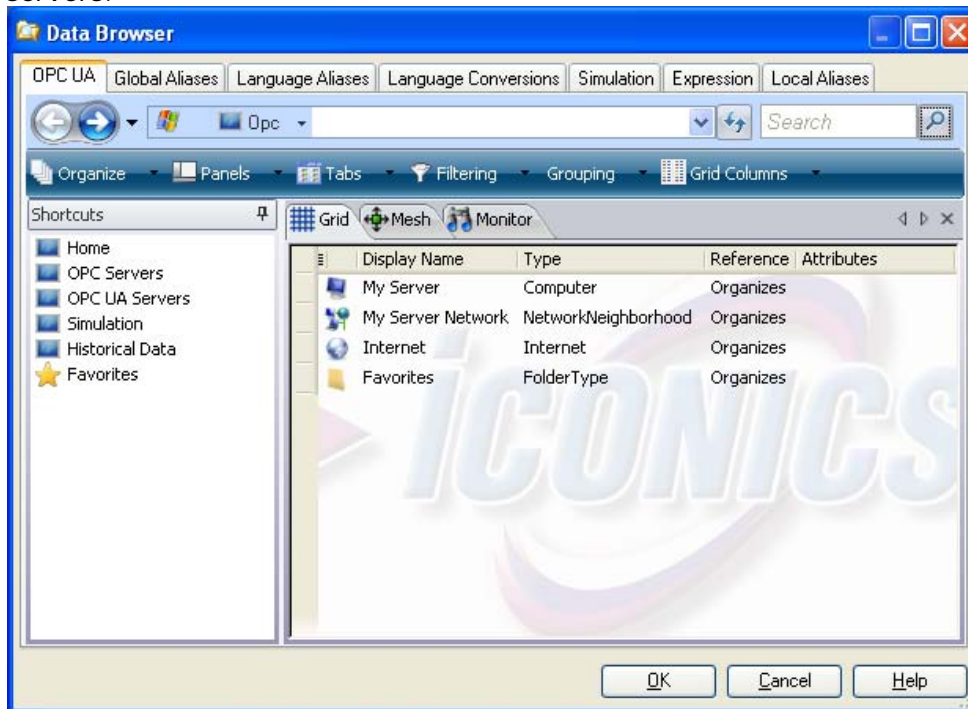 Data Browser
OPC UA Global Aliases Language Aliases Language Conversions Simulation Expression Local Aliases
Opc Search
Organize Panels Tabs Filtering Grouping Grid Columns
Shortcuts
Home
OPC Servers
OPC UA Servers
Simulation
Historical Data
Favorites
Grid Mesh Monitor
Display Name Type Reference Attributes
My Server Computer Organizes
My Server Network NetworkNeighborhood Organizes
Internet Internet Organizes
Favorites FolderType Organizes
ICONICS
OK Cancel Help